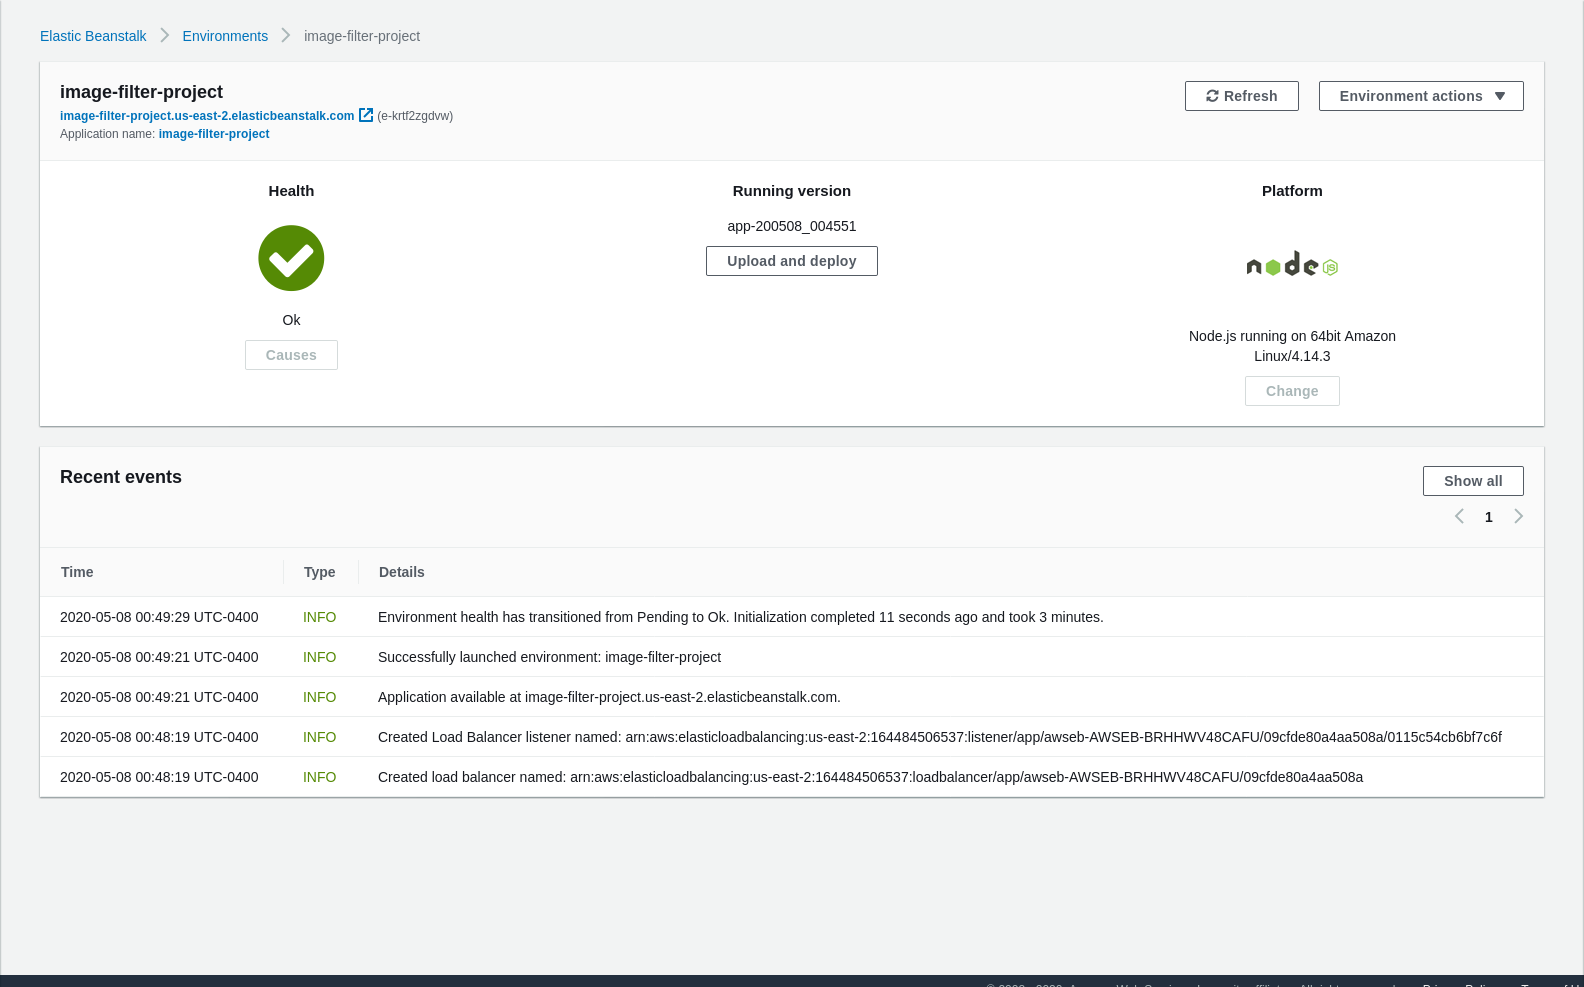 Elastic Beanstalk Environments image-filter-project
image-filter-project
Refresh
Environment actions
image-filter-project.us-east-2.elasticbeanstalk.com (e-krtf2zgdvw)
Application name: image-filter-project
Health
Ok
Causes
Running version
app-200508_004551
Upload and deploy
Platform
node JS
Node.js running on 64bit Amazon
Linux/4.14.3
Change
Recent events
Show all
1
Time Type Details
2020-05-08 00:49:29 UTC-0400 INFO Environment health has transitioned from Pending to Ok. Initialization completed 11 seconds ago and took 3 minutes.
2020-05-08 00:49:21 UTC-0400 INFO Successfully launched environment: image-filter-project
2020-05-08 00:49:21 UTC-0400 INFO Application available at image-filter-project.us-east-2.elasticbeanstalk.com.
2020-05-08 00:48:19 UTC-0400 INFO Created Load Balancer listener named: arn:aws:elasticloadbalancing:us-east-2:164484506537:listener/app/awseb-AWSEB-BRHHWV48CAFU/09cfde80a4aa508a/0115c54cb6bf7c6f
2020-05-08 00:48:19 UTC-0400 INFO Created load balancer named: arn:aws:elasticloadbalancing:us-east-2:164484506537:loadbalancer/app/awseb-AWSEB-BRHHWV48CAFU/09cfde80a4aa508a